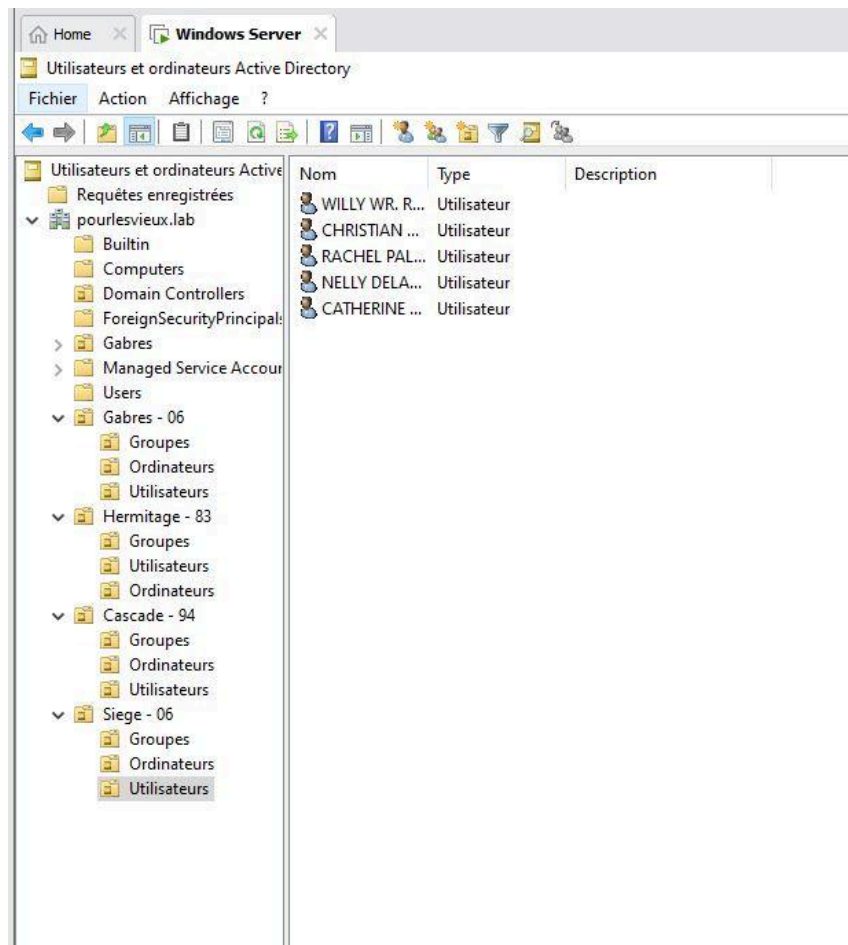 Home
Windows Server
Utilisateurs et ordinateurs Active Directory
Fichier Action Affichage ?
Utilisateurs et ordinateurs Active
Requêtes enregistrées
pourlesvieux.lab
Builtin
Computers
Domain Controllers
ForeignSecurityPrincipals
Gabres
Managed Service Accour
Users
Gabres - 06
Groupes
Ordinateurs
Utilisateurs
Hermitage - 83
Groupes
Utilisateurs
Ordinateurs
Cascade - 94
Groupes
Ordinateurs
Utilisateurs
Siege - 06
Groupes
Ordinateurs
Utilisateurs
Nom Type Description
WILLY WR. R... Utilisateur
CHRISTIAN ... Utilisateur
RACHEL PAL... Utilisateur
NELLY DELA... Utilisateur
CATHERINE ... Utilisateur